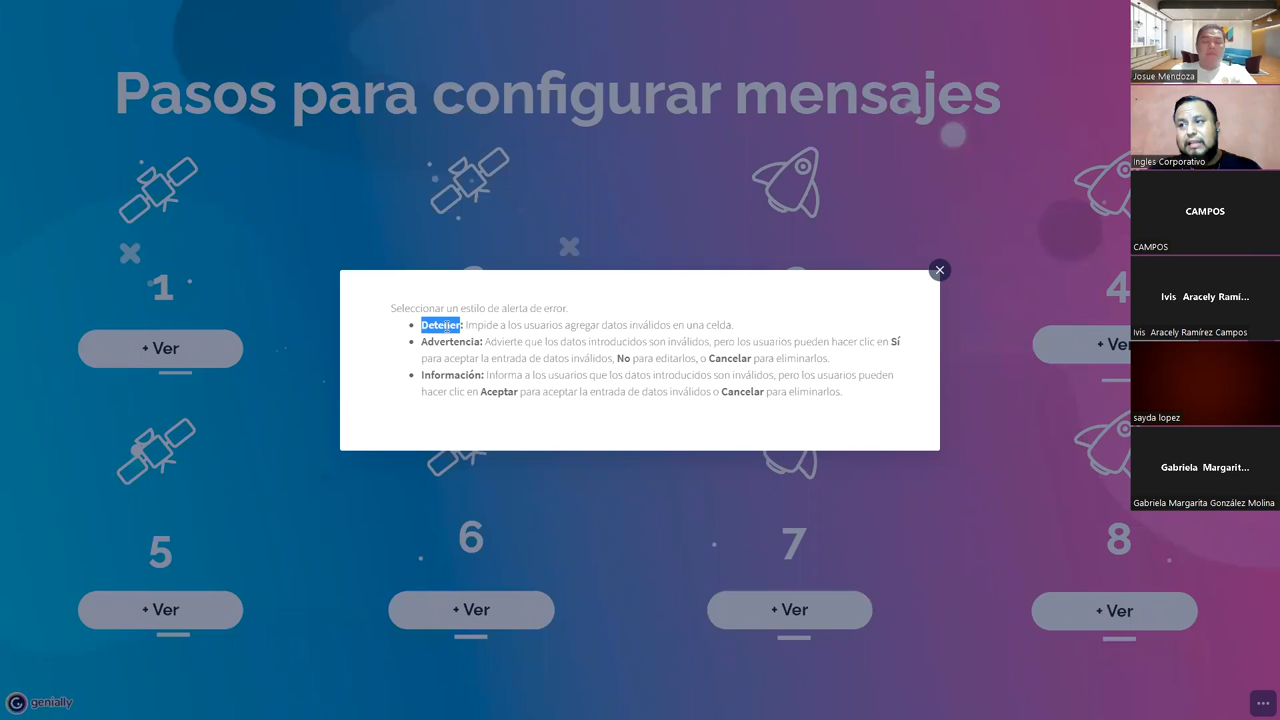 Pasos para configurar mensajes
1
4
+ Ver
+ Ve
Seleccionar un estilo de alerta de error.
• Detener: Impide a los usuarios agregar datos inválidos en una celda.
• Advertencia: Advierte que los datos introducidos son inválidos, pero los usuarios pueden hacer clic en Sí
para aceptar la entrada de datos inválidos, No para editarlos, o Cancelar para eliminarlos.
• Información: Informa a los usuarios que los datos introducidos son inválidos, pero los usuarios pueden
hacer clic en Aceptar para aceptar la entrada de datos inválidos o Cancelar para eliminarlos.
5
6
7
8
+ Ver
+ Ver
+ Ver
+ Ver
genially
Josue Mendoza
Ingles Corporativo
CAMPOS
CAMPOS
Ivis Aracely Ramí...
Ivis Aracely Ramírez Campos
sayda lopez
Gabriela Margarit...
Gabriela Margarita González Molina